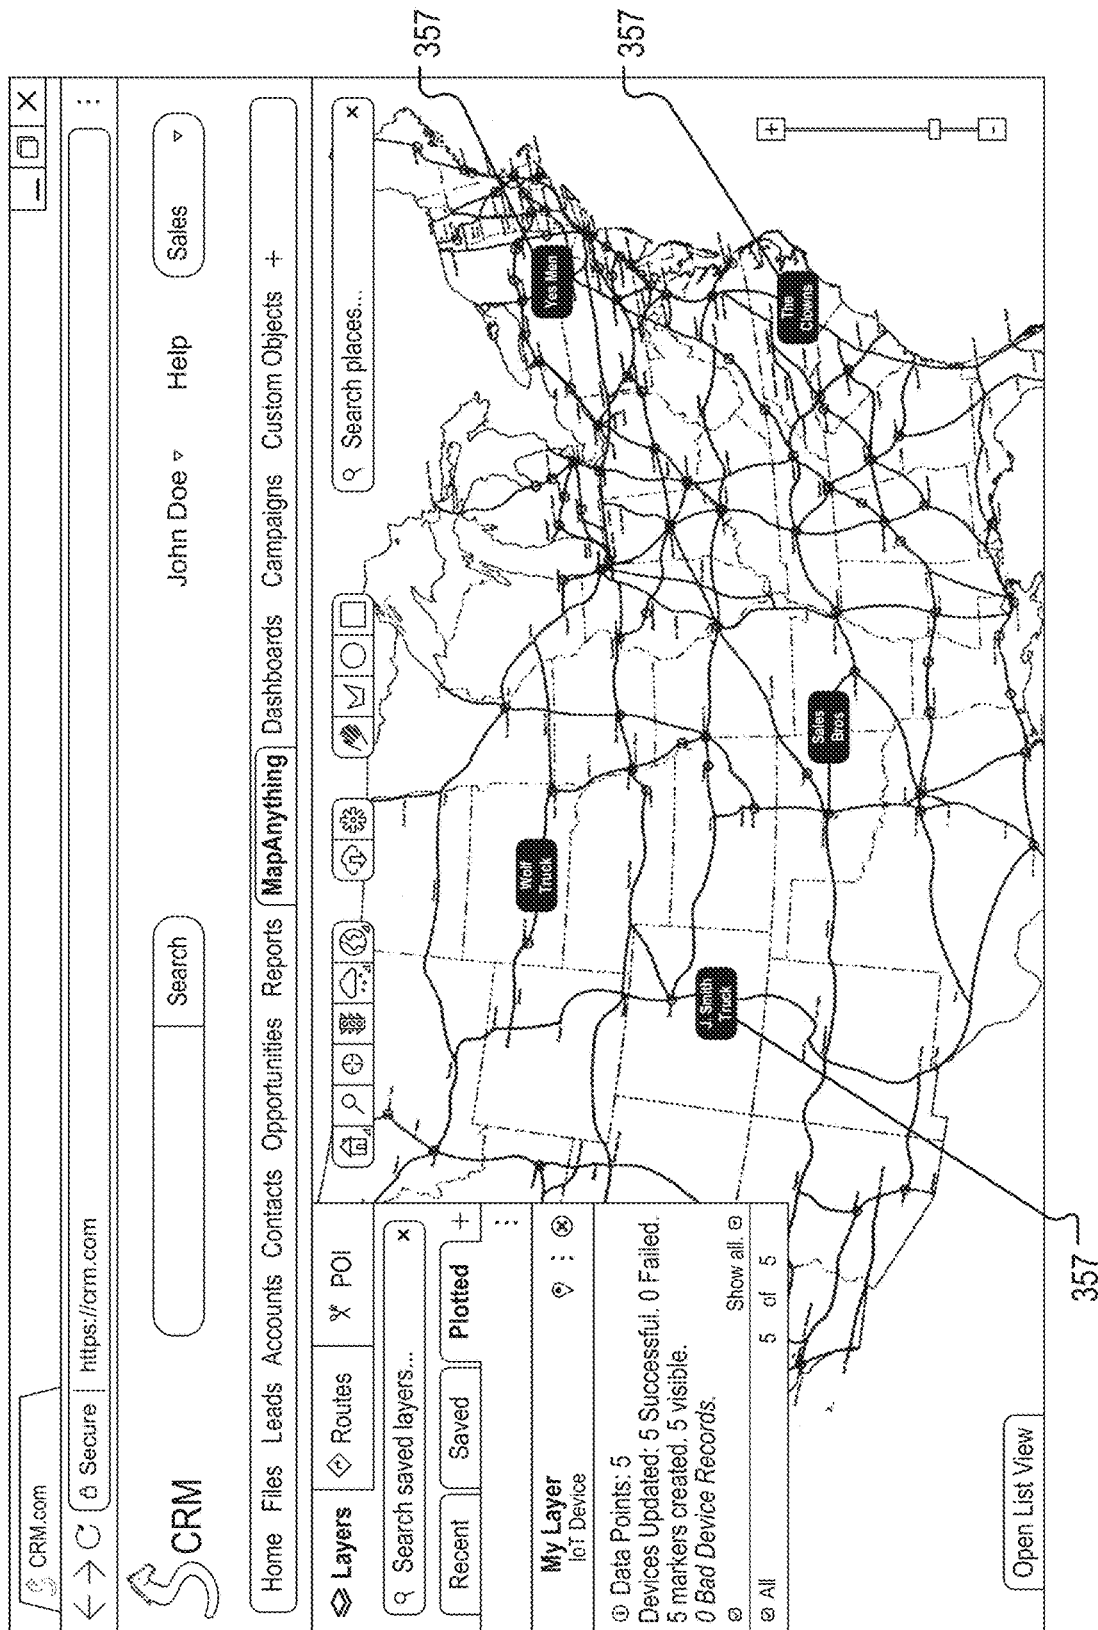 CRM.com
Secure https://crm.com
CRM
Search
John Doe
Help
Sales
Home Files Leads Accounts Contacts Opportunities Reports MapAnything Dashboards Campaigns Custom Objects +
Layers
Routes
POI
Search saved layers... x
Recent
Saved
Plotted
+
My Layer
IoT Device
Data Points: 5
Devices Updated: 5 Successful. 0 Failed.
5 markers created, 5 visible.
0 Bad Device Records.
Show all.
All
5 of 5
Open List View
Search places... x
Wolf
Truck
J. Smith
Truck
Sales
Bros
Yes Man
The
Clowns
357
357
357